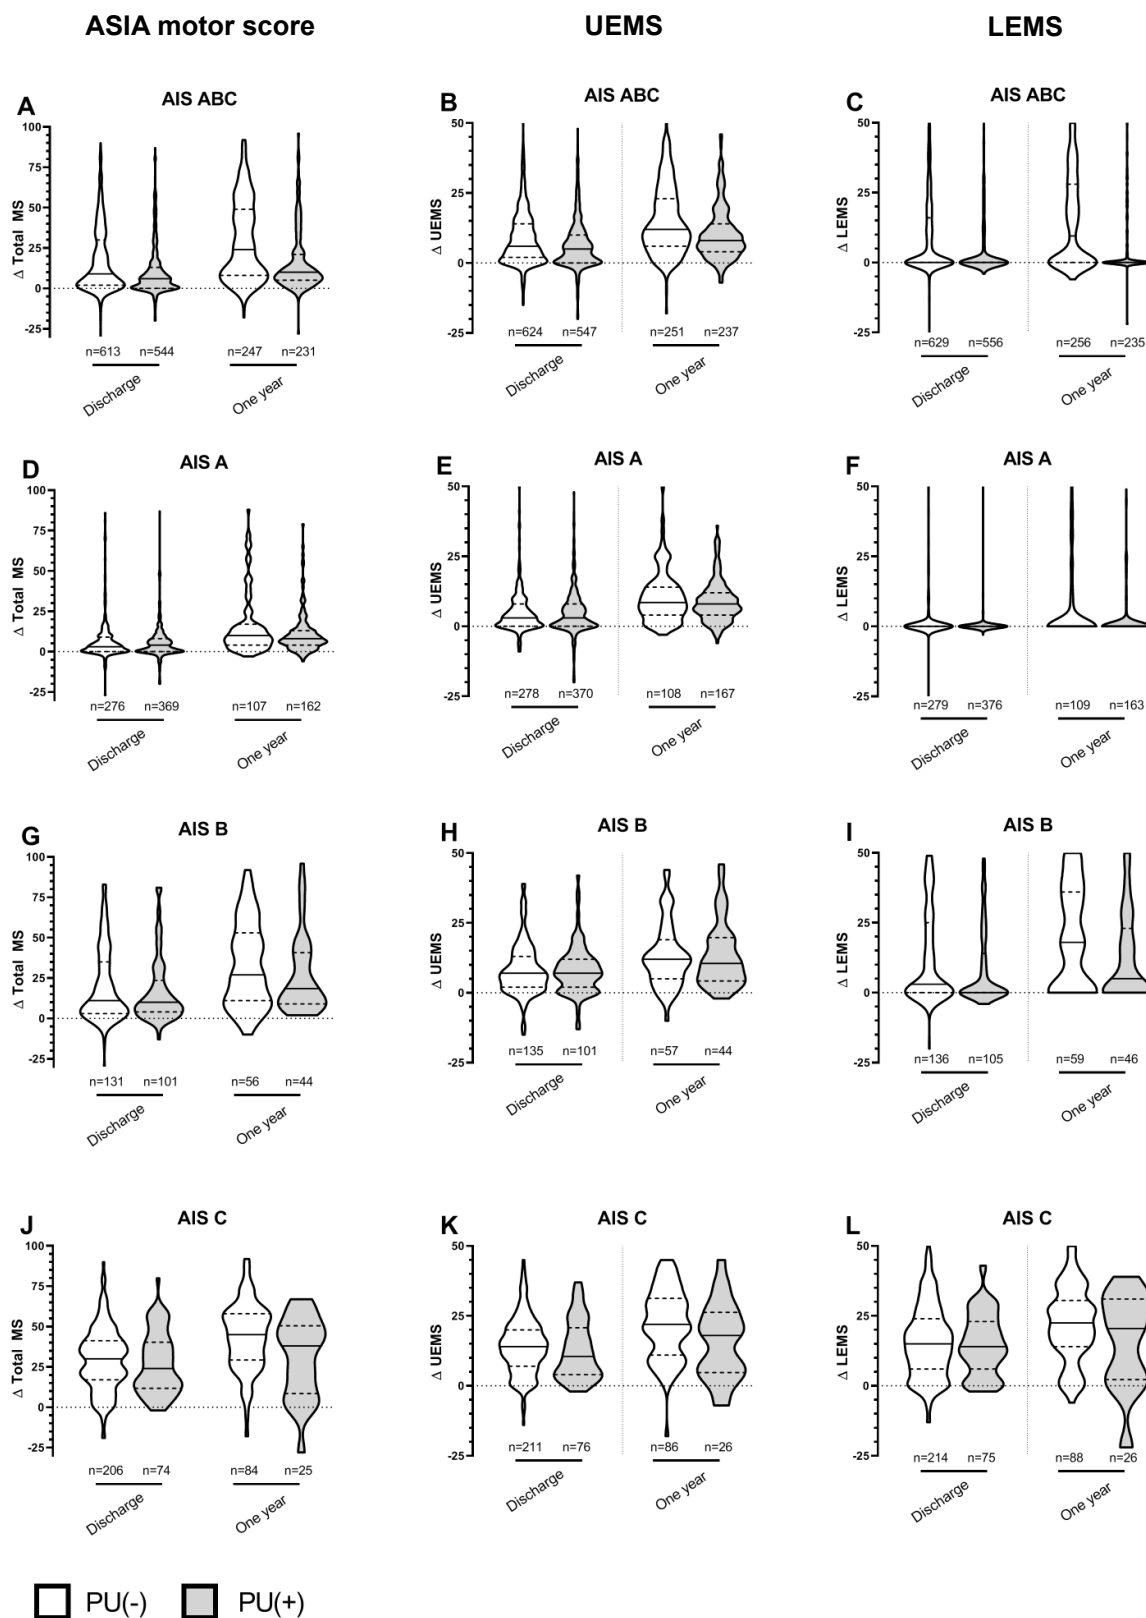 ASIA motor score UEMS LEMS
A AIS ABC B AIS ABC C AIS ABC
Δ Total MS Δ UEMS Δ LEMS
100 75 50 25 0 -25
50 25 0 -25
50 25 0 -25
n=613 n=544 n=247 n=231
n=624 n=547 n=251 n=237
n=629 n=556 n=256 n=235
Discharge One year Discharge One year Discharge One year
D AIS A E AIS A F AIS A
Δ Total MS Δ UEMS Δ LEMS
100 75 50 25 0 -25
50 25 0 -25
50 25 0 -25
n=276 n=369 n=107 n=162
n=278 n=370 n=108 n=167
n=279 n=376 n=109 n=163
Discharge One year Discharge One year Discharge One year
G AIS B H AIS B I AIS B
Δ Total MS Δ UEMS Δ LEMS
100 75 50 25 0 -25
50 25 0 -25
50 25 0 -25
n=131 n=101 n=56 n=44
n=135 n=101 n=57 n=44
n=136 n=105 n=59 n=46
Discharge One year Discharge One year Discharge One year
J AIS C K AIS C L AIS C
Δ Total MS Δ UEMS Δ LEMS
100 75 50 25 0 -25
50 25 0 -25
50 25 0 -25
n=206 n=74 n=84 n=25
n=211 n=76 n=86 n=26
n=214 n=75 n=88 n=26
Discharge One year Discharge One year Discharge One year
PU(-) PU(+)